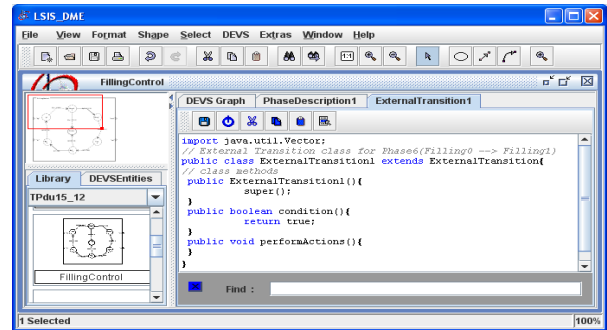 LSIS_DME
File View Format Shape Select DEVS Extras Window Help
FillingControl
DEVS Graph PhaseDescription1 ExternalTransition1
import java.util.Vector;
// External Transition class for Phase6(Filling0 --> Filling1)
public class ExternalTransition1 extends ExternalTransition{
// class methods
public ExternalTransition1(){
super();
}
public boolean condition(){
return true;
}
public void performActions(){
}
}
Library DEVSEntities
TPdu15_12
FillingControl
Find :
1 Selected
100%